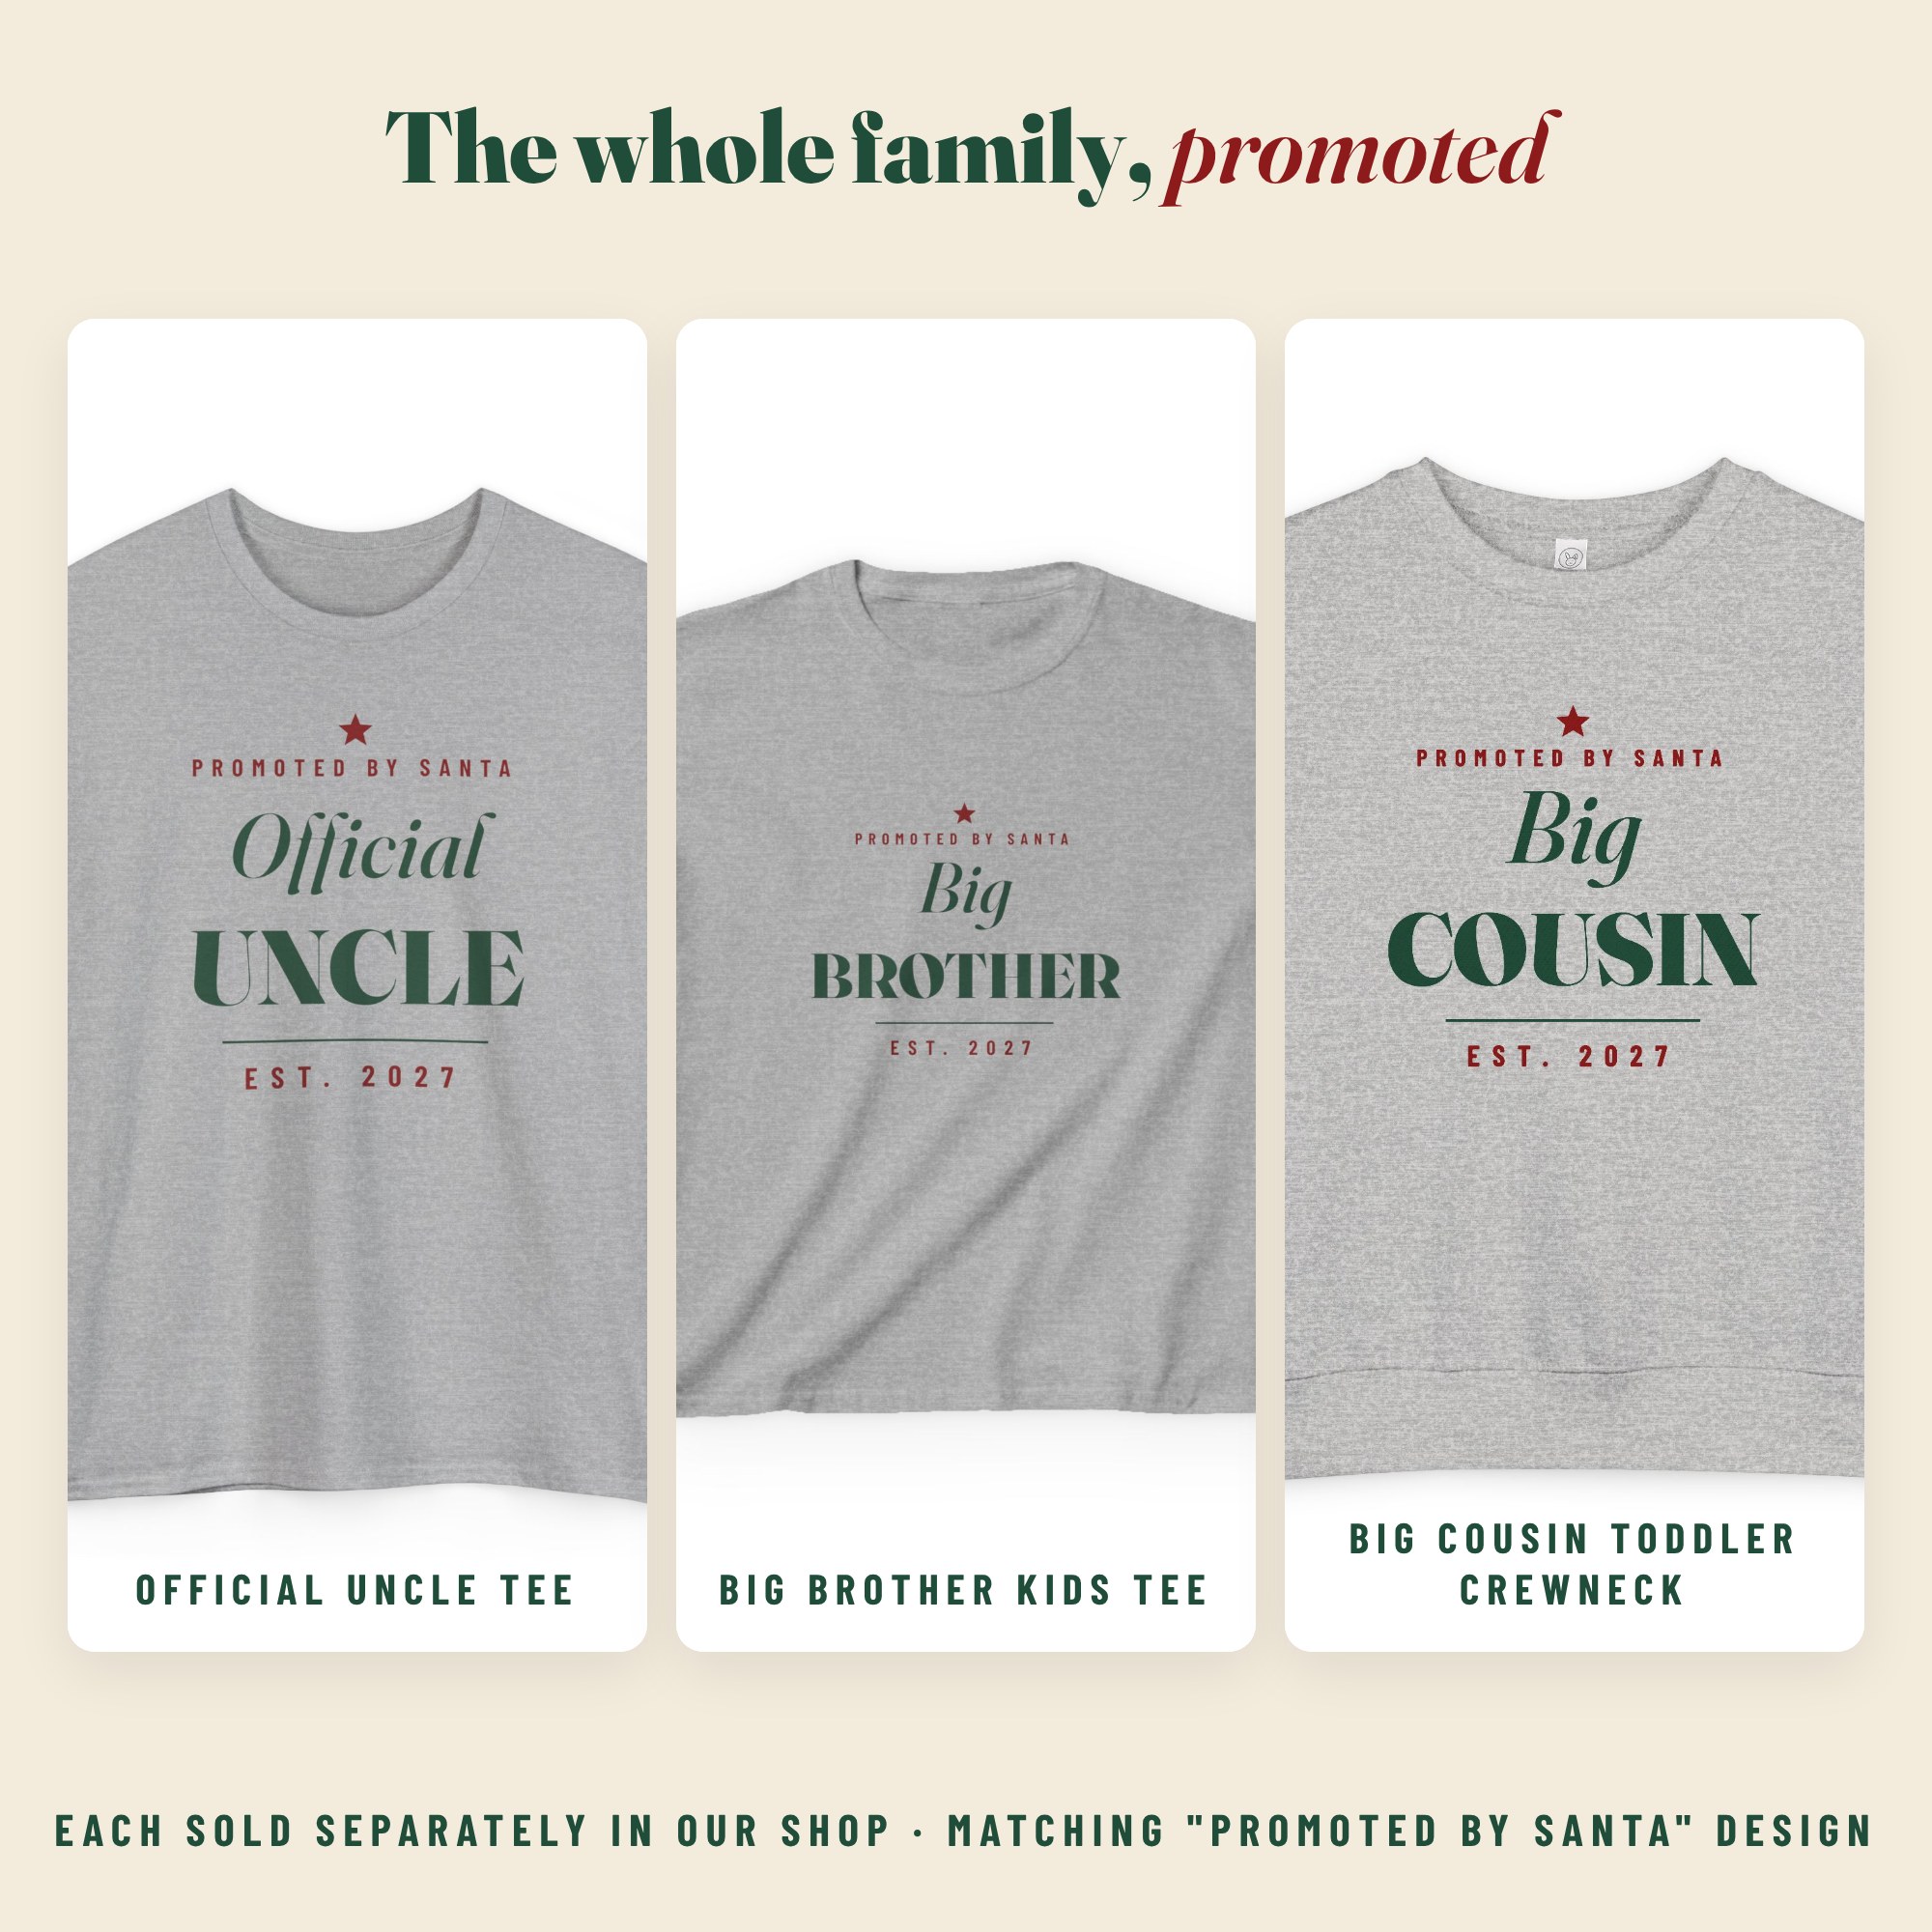 The whole family, promoted
★
PROMOTED BY SANTA
Official
UNCLE
EST. 2027
OFFICIAL UNCLE TEE
★
PROMOTED BY SANTA
Big
BROTHER
EST. 2027
BIG BROTHER KIDS TEE
★
PROMOTED BY SANTA
Big
COUSIN
EST. 2027
BIG COUSIN TODDLER
CREWNECK
EACH SOLD SEPARATELY IN OUR SHOP · MATCHING "PROMOTED BY SANTA" DESIGN